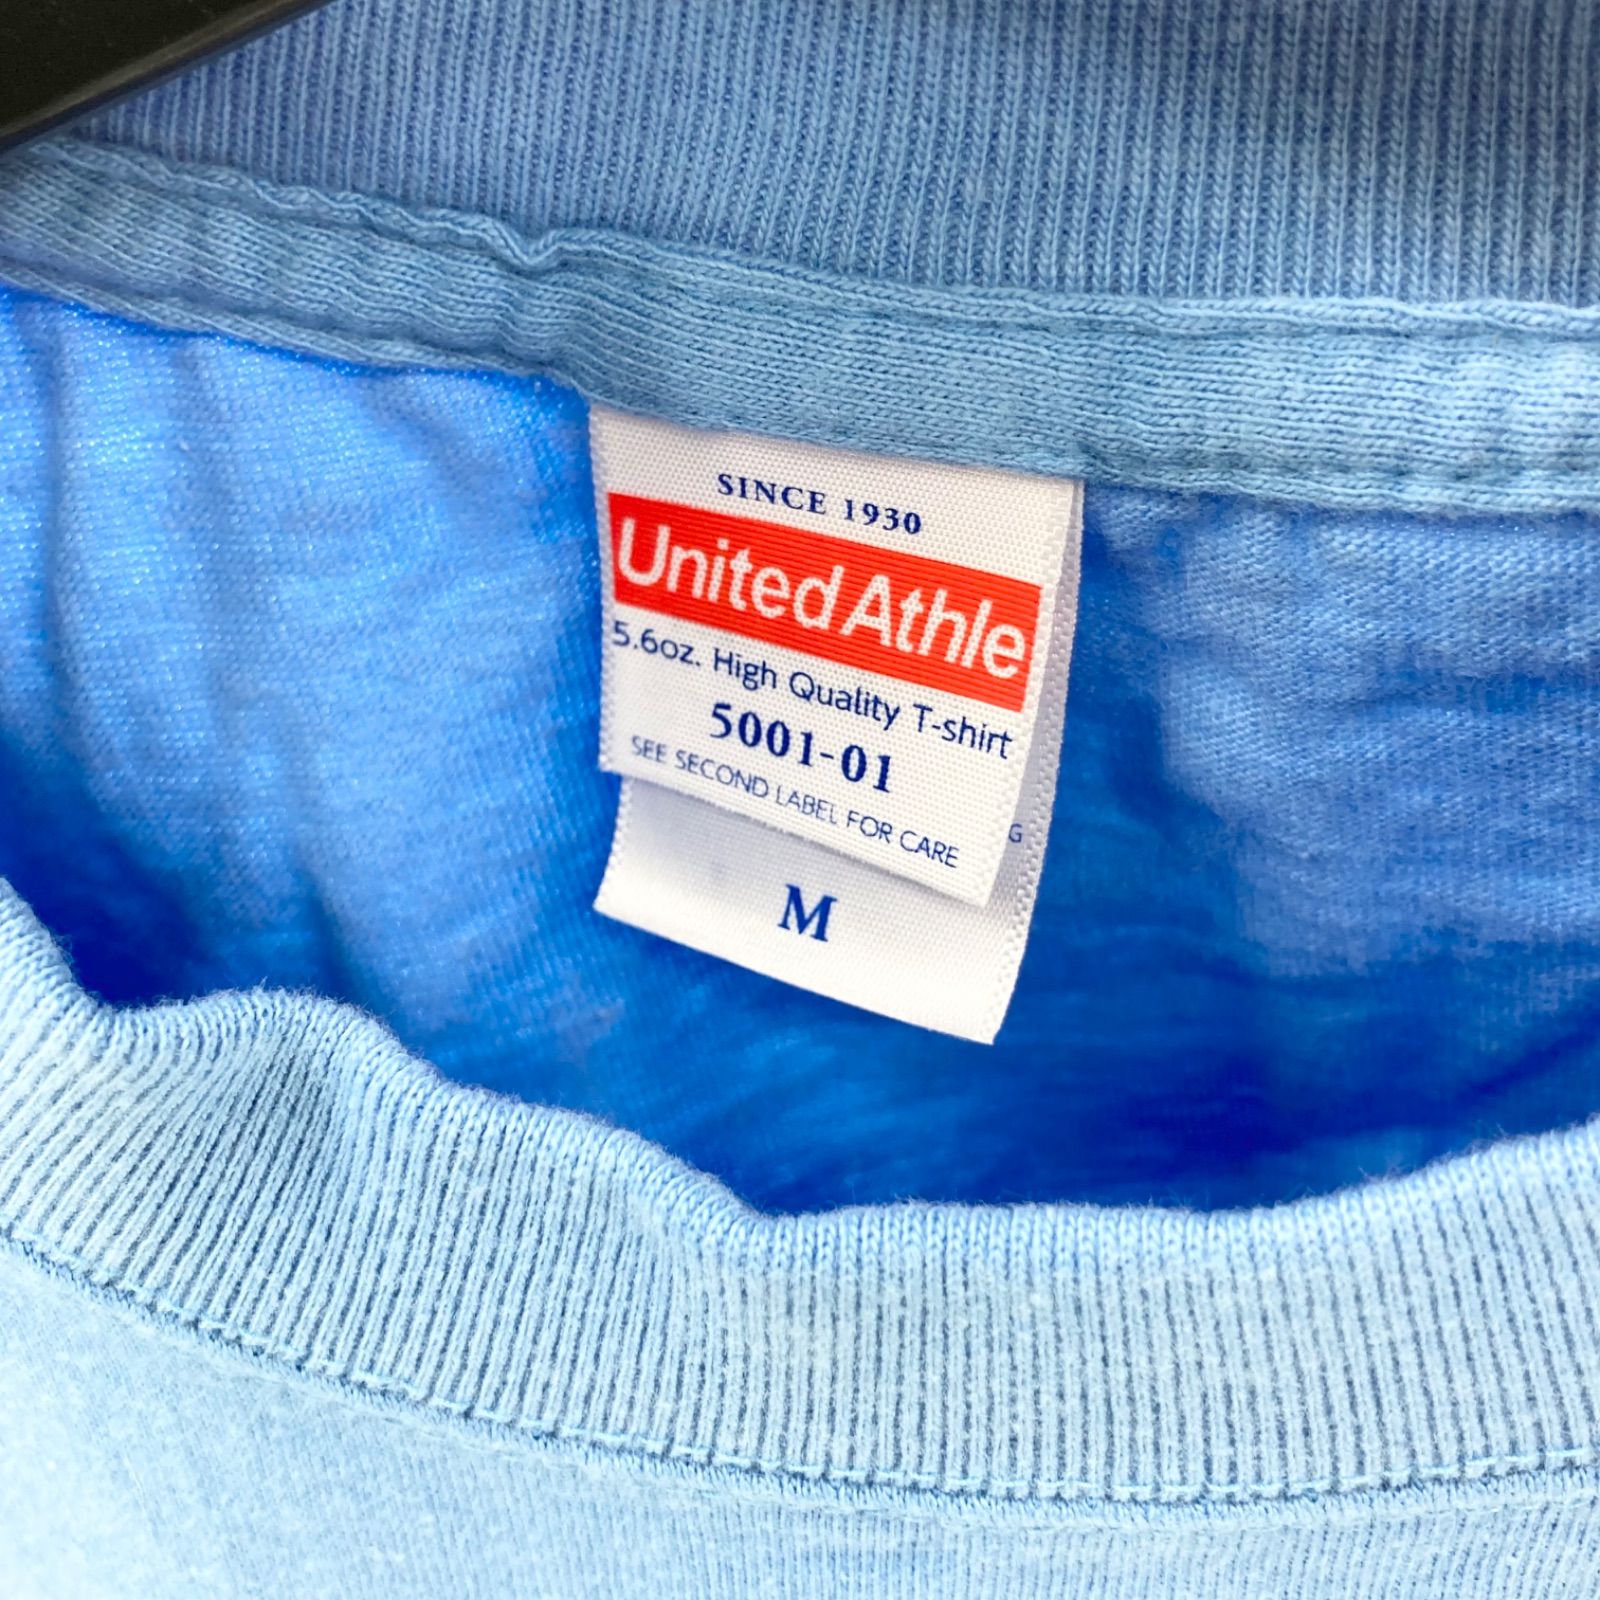 SINCE 1930
United Athle
5.6oz. High Quality T-shirt
5001-01
SEE SECOND LABEL FOR CARE
G
M